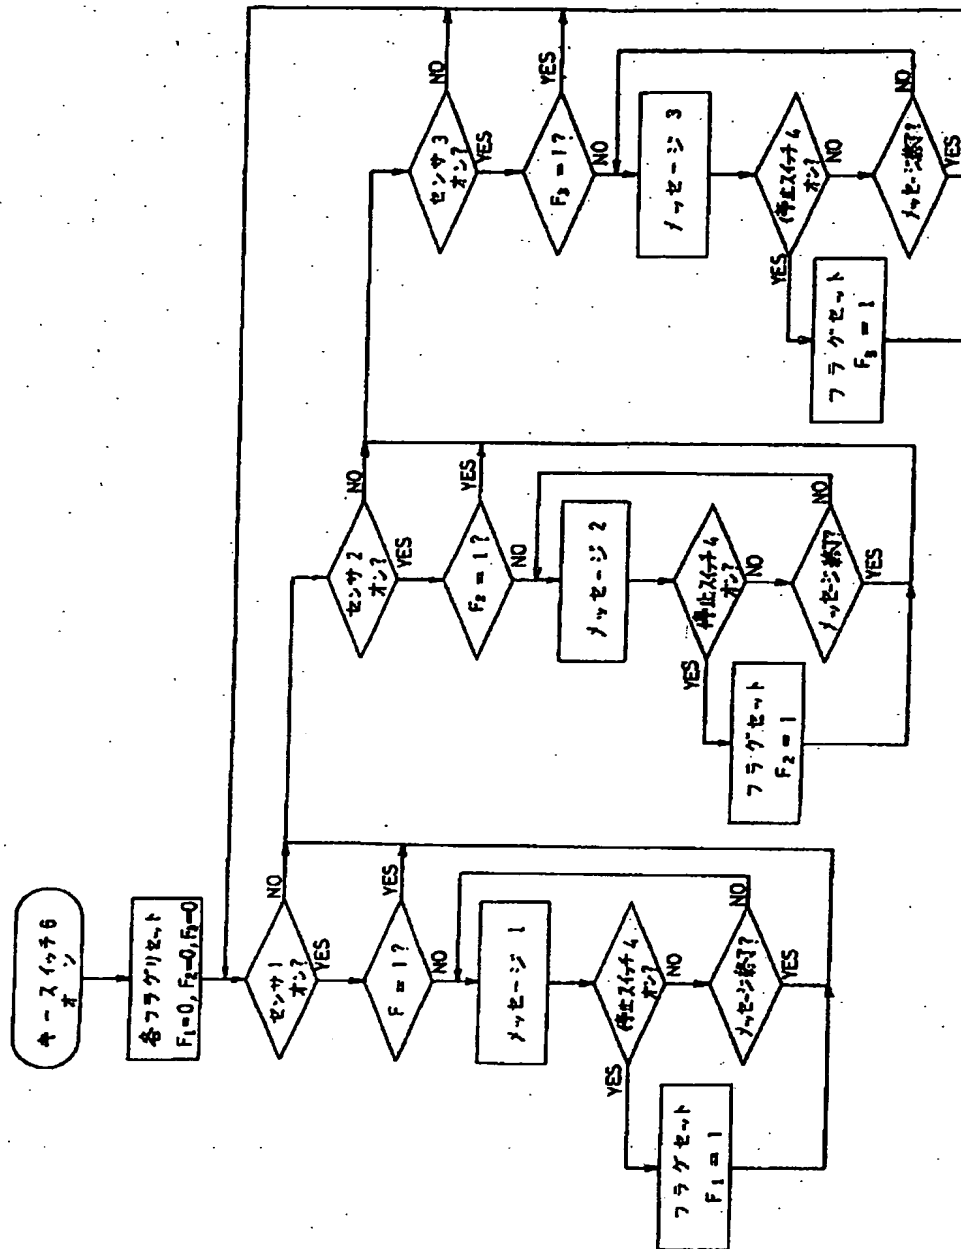 キースイッチ6
オン
各フラグリセット
F₁=0, F₂=0, F₃=0
センサ1
オン?
NO
YES
F = 1?
YES
NO
メッセージ 1
停止スイッチ4
オン?
YES
NO
フラグセット
F₁ = 1
メッセージ終了?
NO
YES
センサ2
オン?
NO
YES
F₂ = 1?
YES
NO
メッセージ 2
停止スイッチ4
オン?
YES
NO
フラグセット
F₂ = 1
メッセージ終了?
NO
YES
センサ3
オン?
NO
YES
F₃ = 1?
YES
NO
メッセージ 3
停止スイッチ4
オン?
YES
NO
フラグセット
F₃ = 1
メッセージ終了?
NO
YES